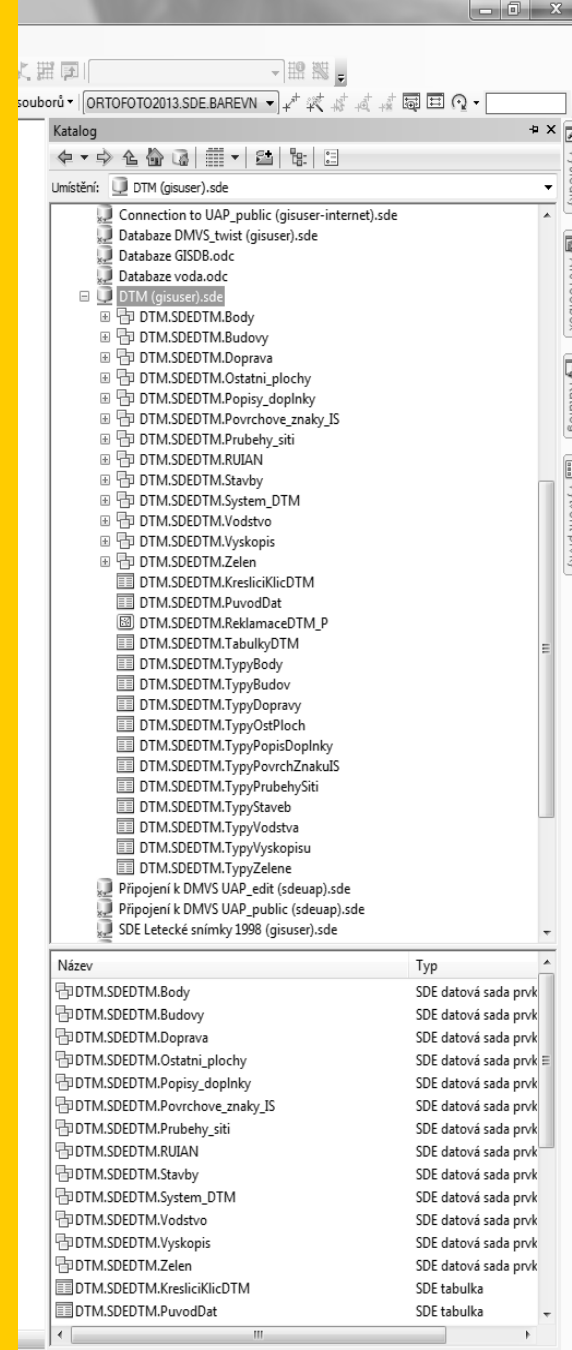 souborů
ORTOFOTO2013.SDE.BAREVN
Katalog
Umístění: DTM (gisuser).sde
Connection to UAP_public (gisuser-internet).sde
Databaze DMVS_twist (gisuser).sde
Databaze GISDB.odc
Databaze voda.odc
DTM (gisuser).sde
DTM.SDEDTM.Body
DTM.SDEDTM.Budovy
DTM.SDEDTM.Doprava
DTM.SDEDTM.Ostatni_plochy
DTM.SDEDTM.Popisy_doplnky
DTM.SDEDTM.Povrchove_znaky_IS
DTM.SDEDTM.Prubehy_siti
DTM.SDEDTM.RUIAN
DTM.SDEDTM.Stavby
DTM.SDEDTM.System_DTM
DTM.SDEDTM.Vodstvo
DTM.SDEDTM.Vyskopis
DTM.SDEDTM.Zelen
DTM.SDEDTM.KresliciKlicDTM
DTM.SDEDTM.PuvodDat
DTM.SDEDTM.ReklamaceDTM_P
DTM.SDEDTM.TabulkyDTM
DTM.SDEDTM.TypyBody
DTM.SDEDTM.TypyBudov
DTM.SDEDTM.TypyDopravy
DTM.SDEDTM.TypyOstPloch
DTM.SDEDTM.TypyPopisDoplnky
DTM.SDEDTM.TypyPovrchZnakuIS
DTM.SDEDTM.TypyPrubehySiti
DTM.SDEDTM.TypyStaveb
DTM.SDEDTM.TypyVodstva
DTM.SDEDTM.TypyVyskopisu
DTM.SDEDTM.TypyZelene
Připojení k DMVS UAP_edit (sdeuap).sde
Připojení k DMVS UAP_public (sdeuap).sde
SDE Letecké snímky 1998 (gisuser).sde
Název Typ
DTM.SDEDTM.Body SDE datová sada prvk
DTM.SDEDTM.Budovy SDE datová sada prvk
DTM.SDEDTM.Doprava SDE datová sada prvk
DTM.SDEDTM.Ostatni_plochy SDE datová sada prvk
DTM.SDEDTM.Popisy_doplnky SDE datová sada prvk
DTM.SDEDTM.Povrchove_znaky_IS SDE datová sada prvk
DTM.SDEDTM.Prubehy_siti SDE datová sada prvk
DTM.SDEDTM.RUIAN SDE datová sada prvk
DTM.SDEDTM.Stavby SDE datová sada prvk
DTM.SDEDTM.System_DTM SDE datová sada prvk
DTM.SDEDTM.Vodstvo SDE datová sada prvk
DTM.SDEDTM.Vyskopis SDE datová sada prvk
DTM.SDEDTM.Zelen SDE datová sada prvk
DTM.SDEDTM.KresliciKlicDTM SDE tabulka
DTM.SDEDTM.PuvodDat SDE tabulka